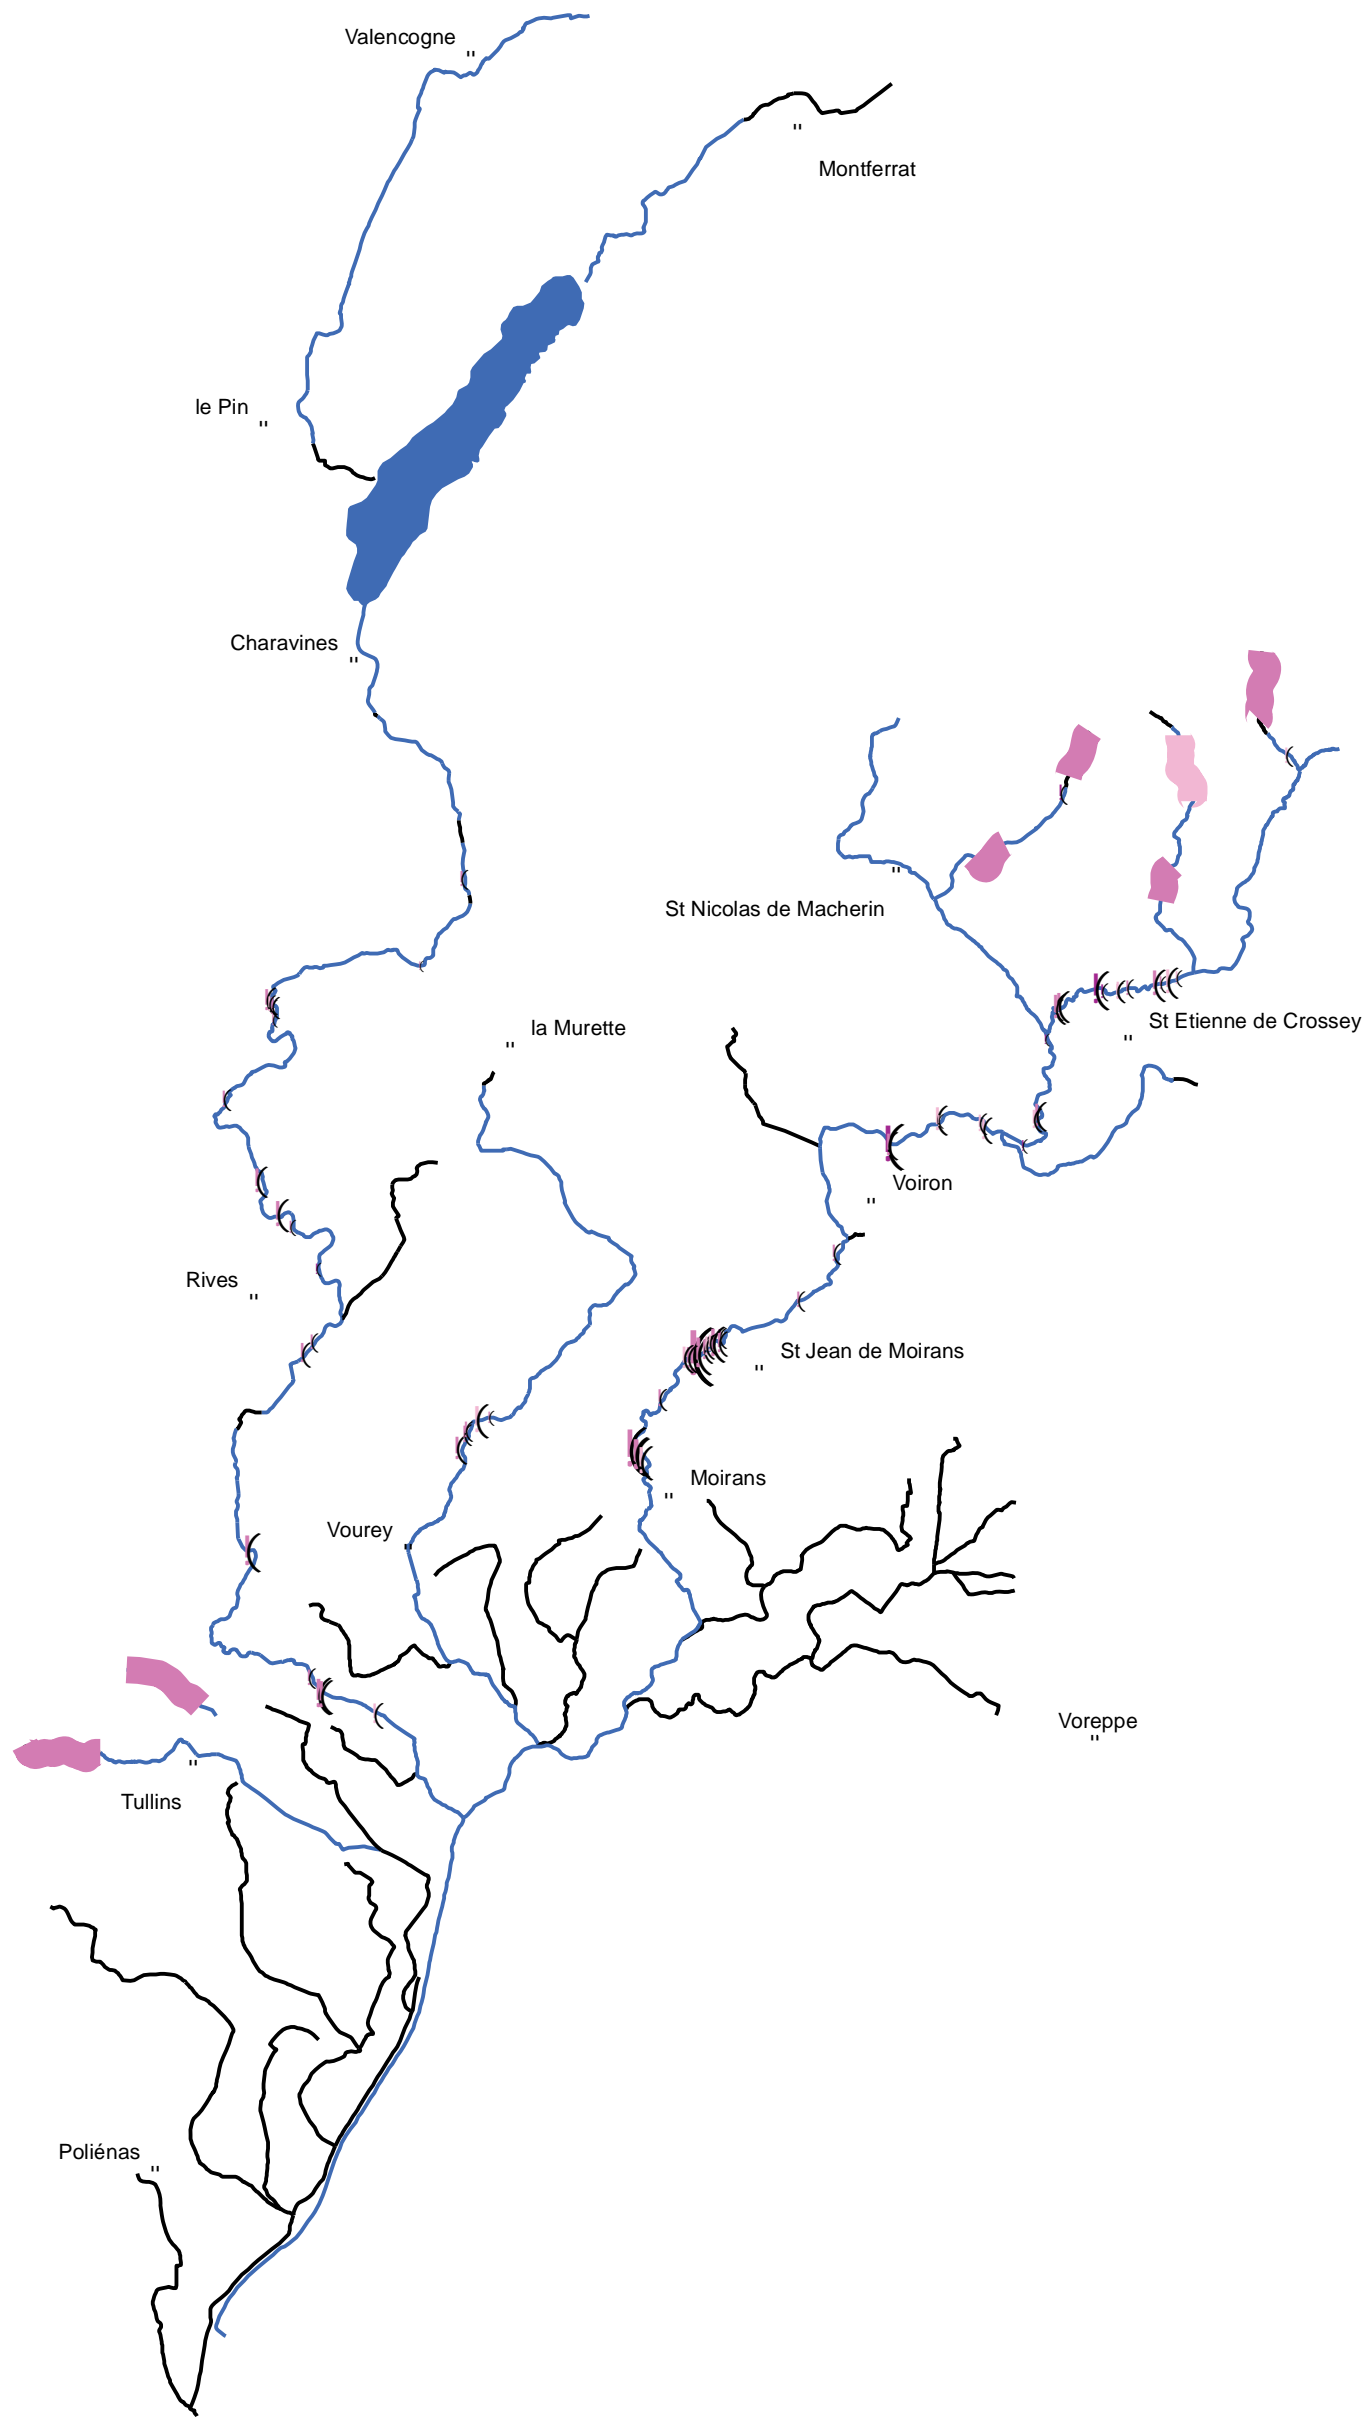 Valencogne
Montferrat
le Pin
Charavines
St Nicolas de Macherin
St Etienne de Crossey
la Murette
Voiron
Rives
St Jean de Moirans
Moirans
Vourey
Voreppe
Tullins
Poliénas